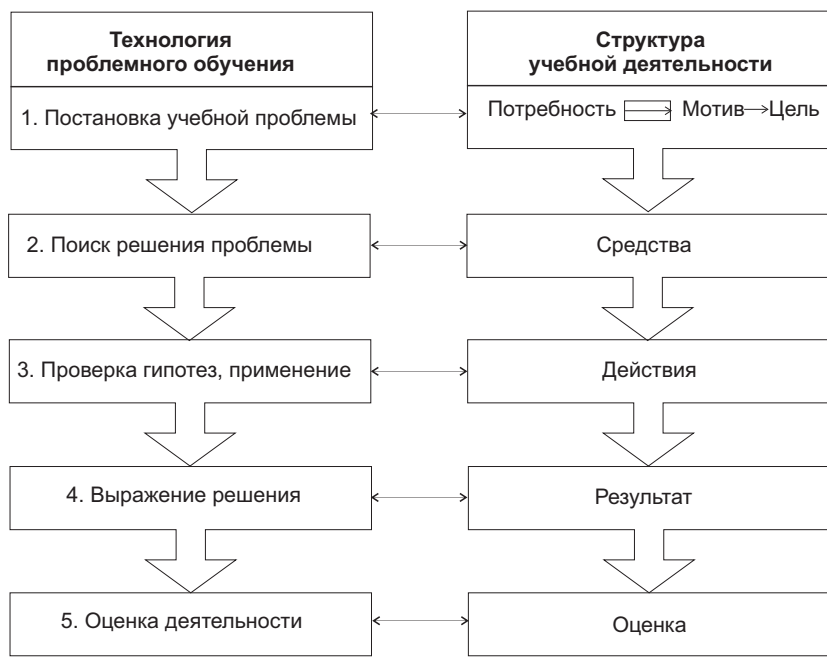 Технология
проблемного обучения
1. Постановка учебной проблемы
2. Поиск решения проблемы
3. Проверка гипотез, применение
4. Выражение решения
5. Оценка деятельности
Структура
учебной деятельности
Потребность → Мотив→Цель
Средства
Действия
Результат
Оценка